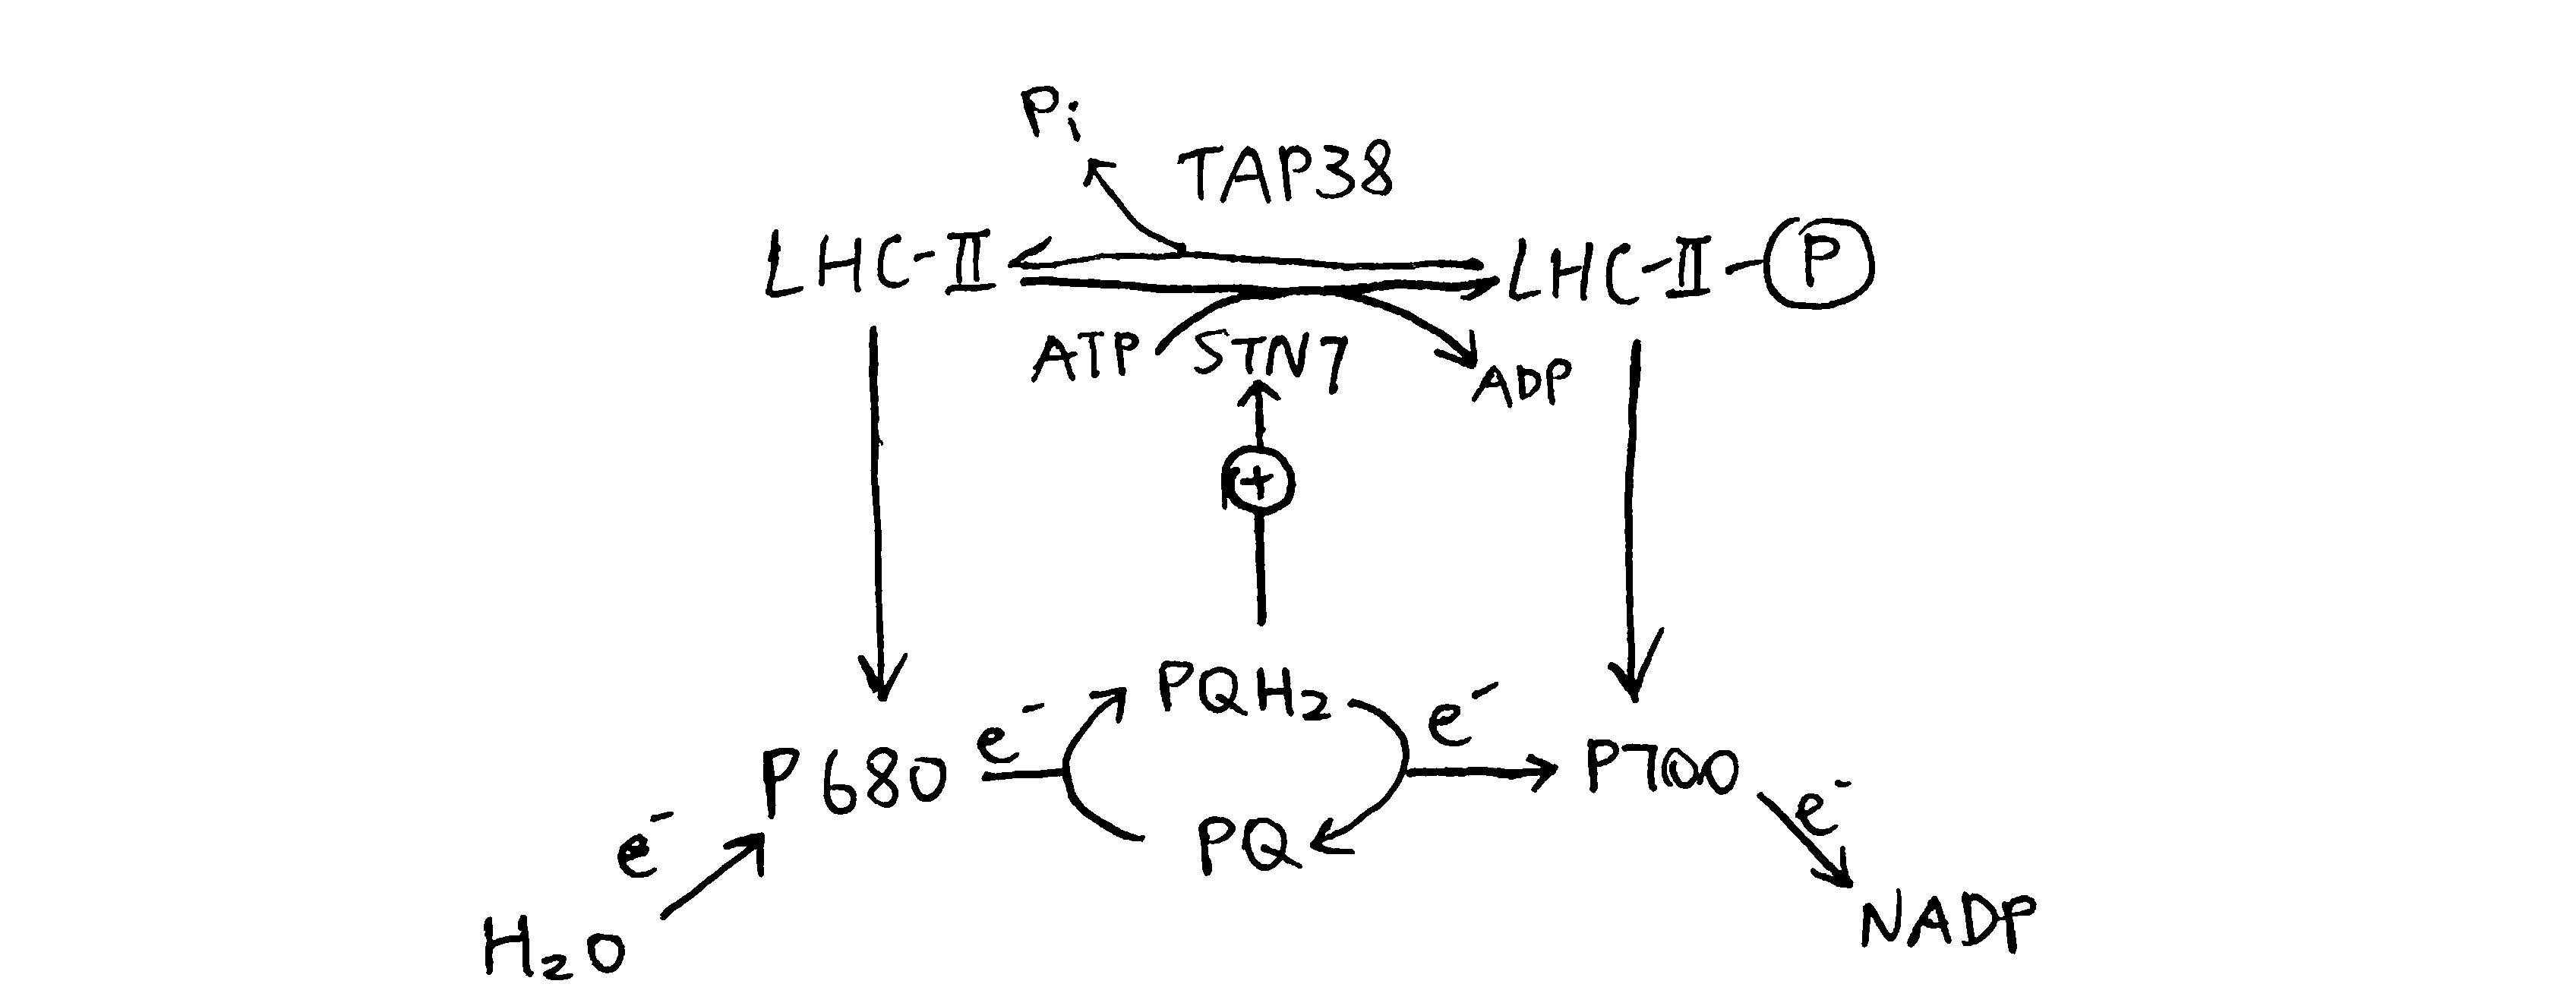 Pi
TAP38
LHC-II LHC-II-P
ATP STN7 ADP
+
PQH₂
e⁻ e⁻
P680 P700
e⁻ PQ e⁻
H₂O NADP